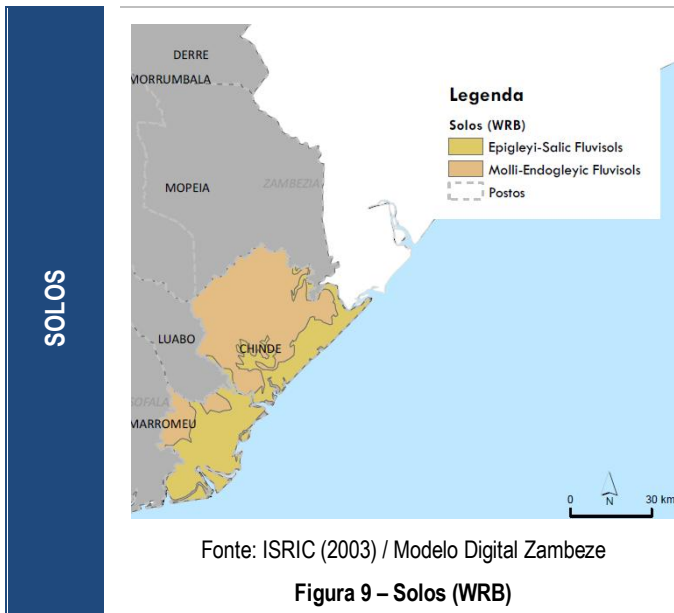 SOLOS
DERRE
MORRUMBALA
MOPEIA
ZAMBEZIA
LUABO
CHINDE
SOFALA
MARROMEU
Legenda
Solos (WRB)
Epigleyi-Salic Fluvisols
Molli-Endogleyic Fluvisols
Postos
0 N 30 km
Fonte: ISRIC (2003) / Modelo Digital Zambeze
Figura 9 – Solos (WRB)